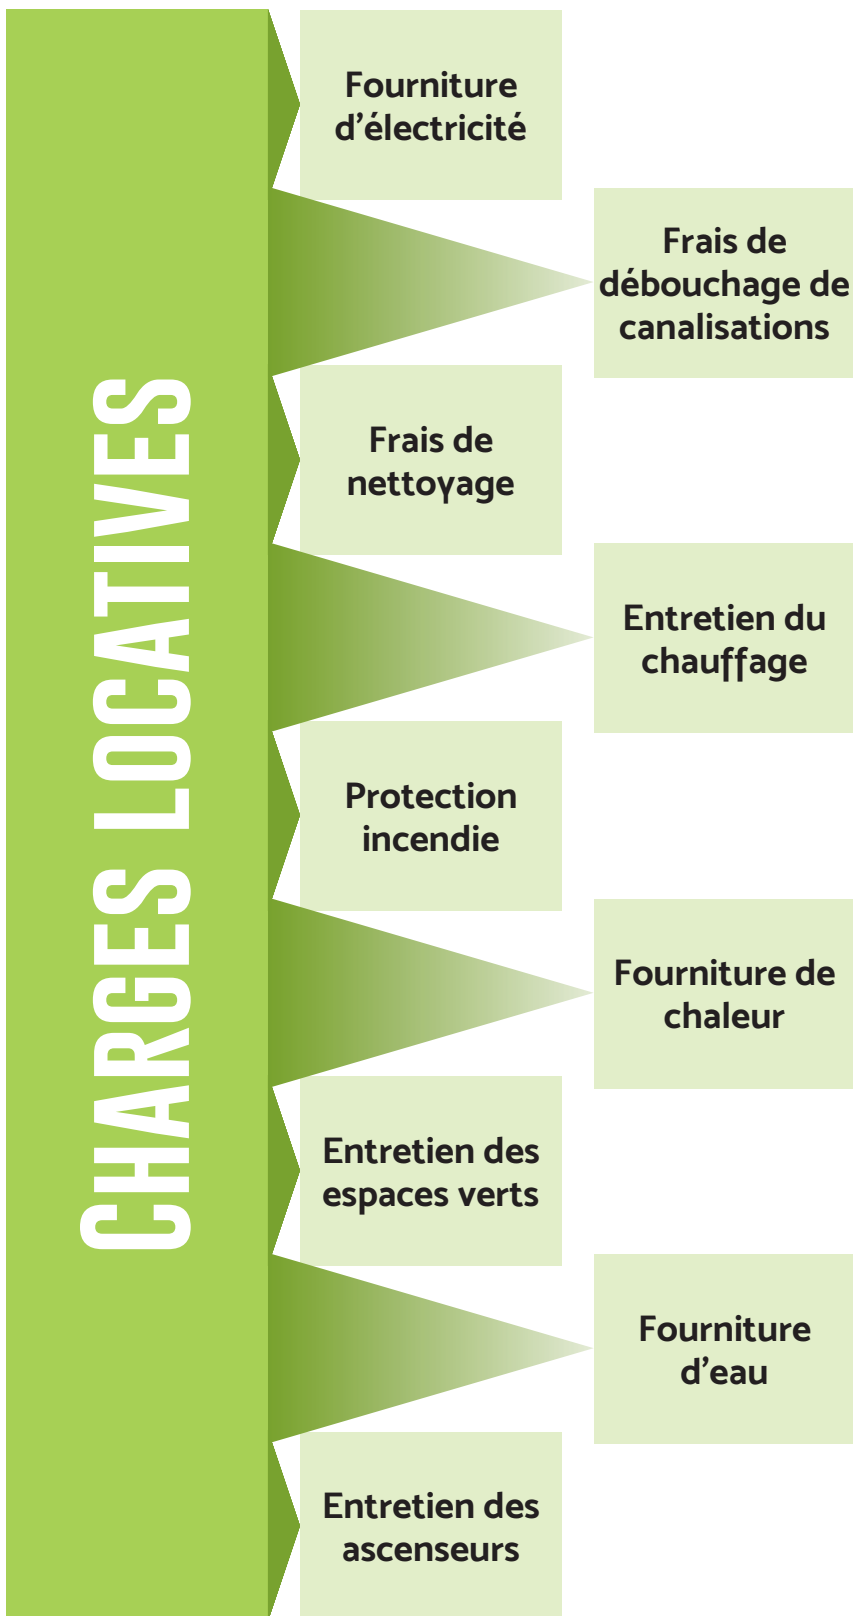 CHARGES LOCATIVES
Fourniture
d'électricité
Frais de
débouchage de
canalisations
Frais de
nettoyage
Entretien du
chauffage
Protection
incendie
Fourniture de
chaleur
Entretien des
espaces verts
Fourniture
d'eau
Entretien des
ascenseurs